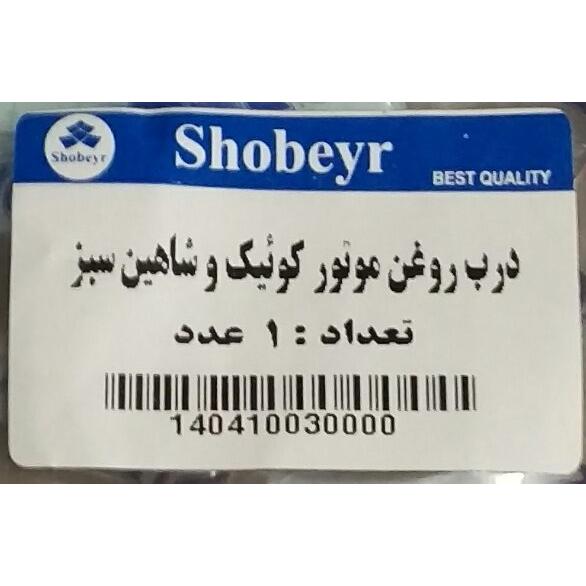 Shobeyr
Shobeyr
BEST QUALITY
درب روغن موتور کوئیک و شاهین سبز
تعداد : ۱ عدد
140410030000